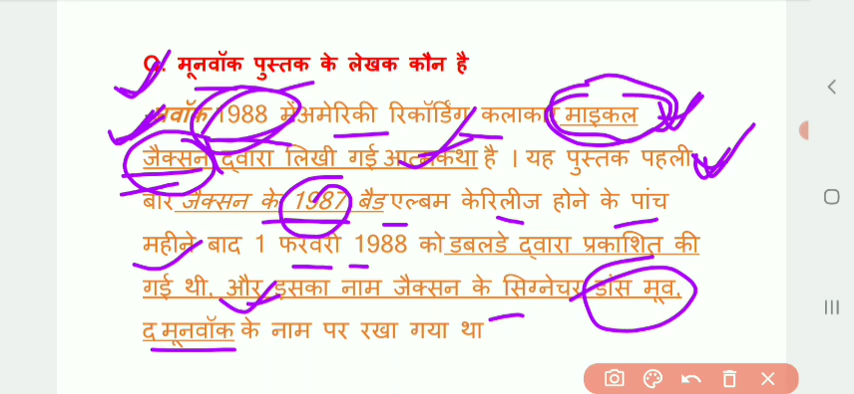 Q. मूनवॉक पुस्तक के लेखक कौन है
1988 मेंअमेरिकी रिकॉर्डिंग कलाकार माइकल
जैक्सन द्वारा लिखी गई आत्मकथा है । यह पुस्तक पहली
बार जैक्सन के 1987 बैड एल्बम केरिलीज होने के पांच
महीने बाद 1 फरवरी 1988 को डबलडे द्वारा प्रकाशित की
गई थी. और इसका नाम जैक्सन के सिग्नेचर डांस मूव,
द मूनवॉक के नाम पर रखा गया था